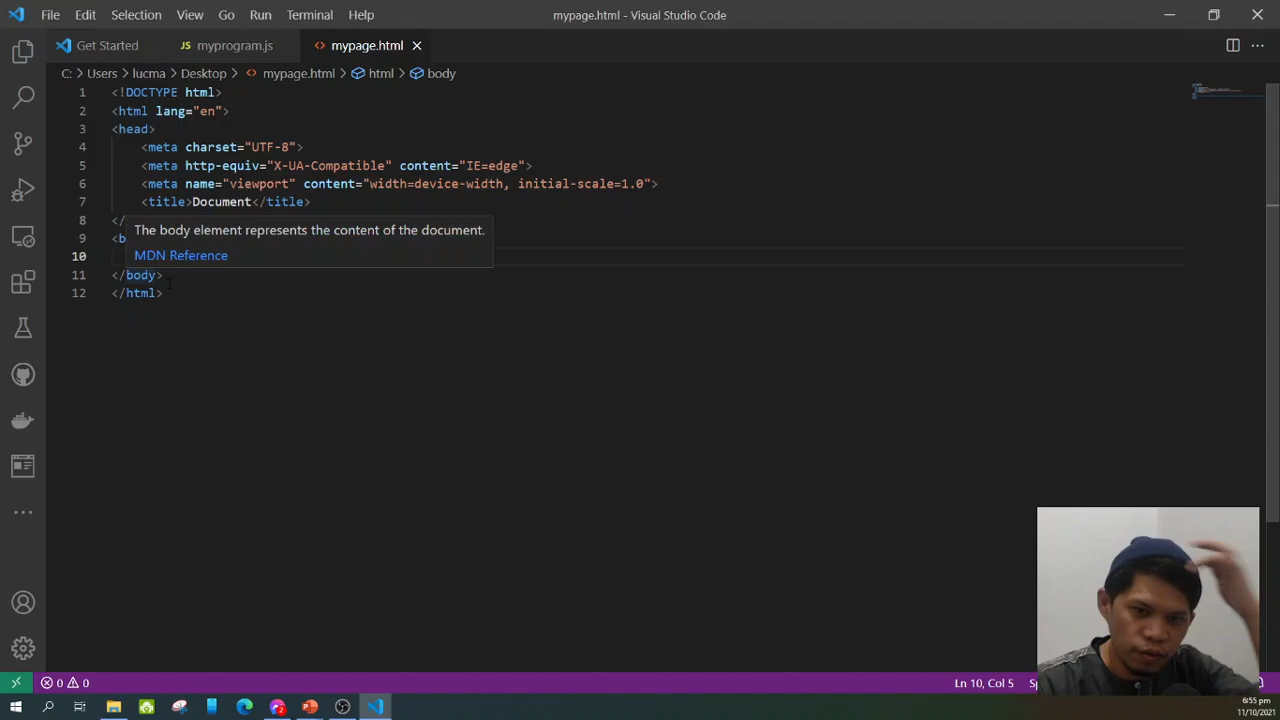 File Edit Selection View Go Run Terminal Help
mypage.html - Visual Studio Code
Get Started myprogram.js mypage.html
C: Users lucma Desktop mypage.html html body
1 <!DOCTYPE html>
2 <html lang="en">
3 <head>
4 <meta charset="UTF-8">
5 <meta http-equiv="X-UA-Compatible" content="IE=edge">
6 <meta name="viewport" content="width=device-width, initial-scale=1.0">
7 <title>Document</title>
8 </
The body element represents the content of the document.
9 <b
MDN Reference
10
11 </body>
12 </html>
0 0
Ln 10, Col 5
6:55 pm
11/10/2021